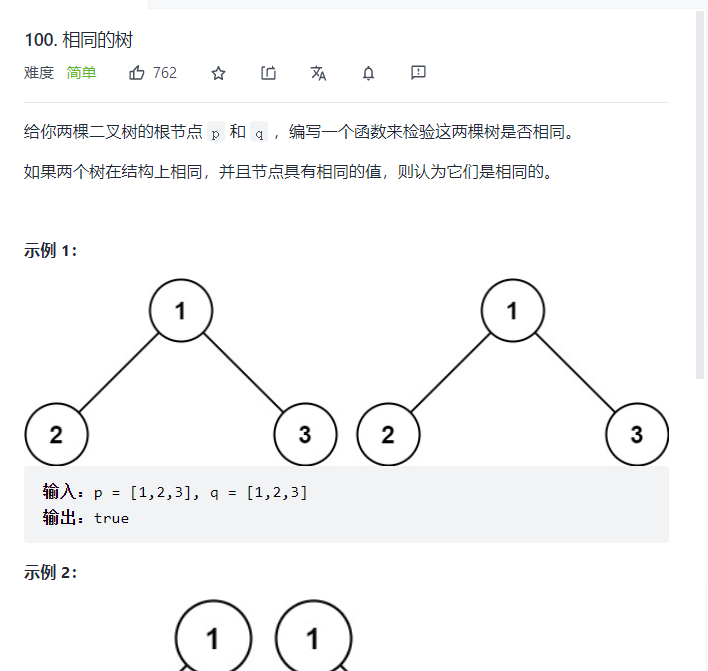 100. 相同的树
难度 简单 762
给你两棵二叉树的根节点 p 和 q ，编写一个函数来检验这两棵树是否相同。
如果两个树在结构上相同，并且节点具有相同的值，则认为它们是相同的。
示例 1：
1 1
2 3 2 3
输入：p = [1,2,3], q = [1,2,3]
输出：true
示例 2：
1 1